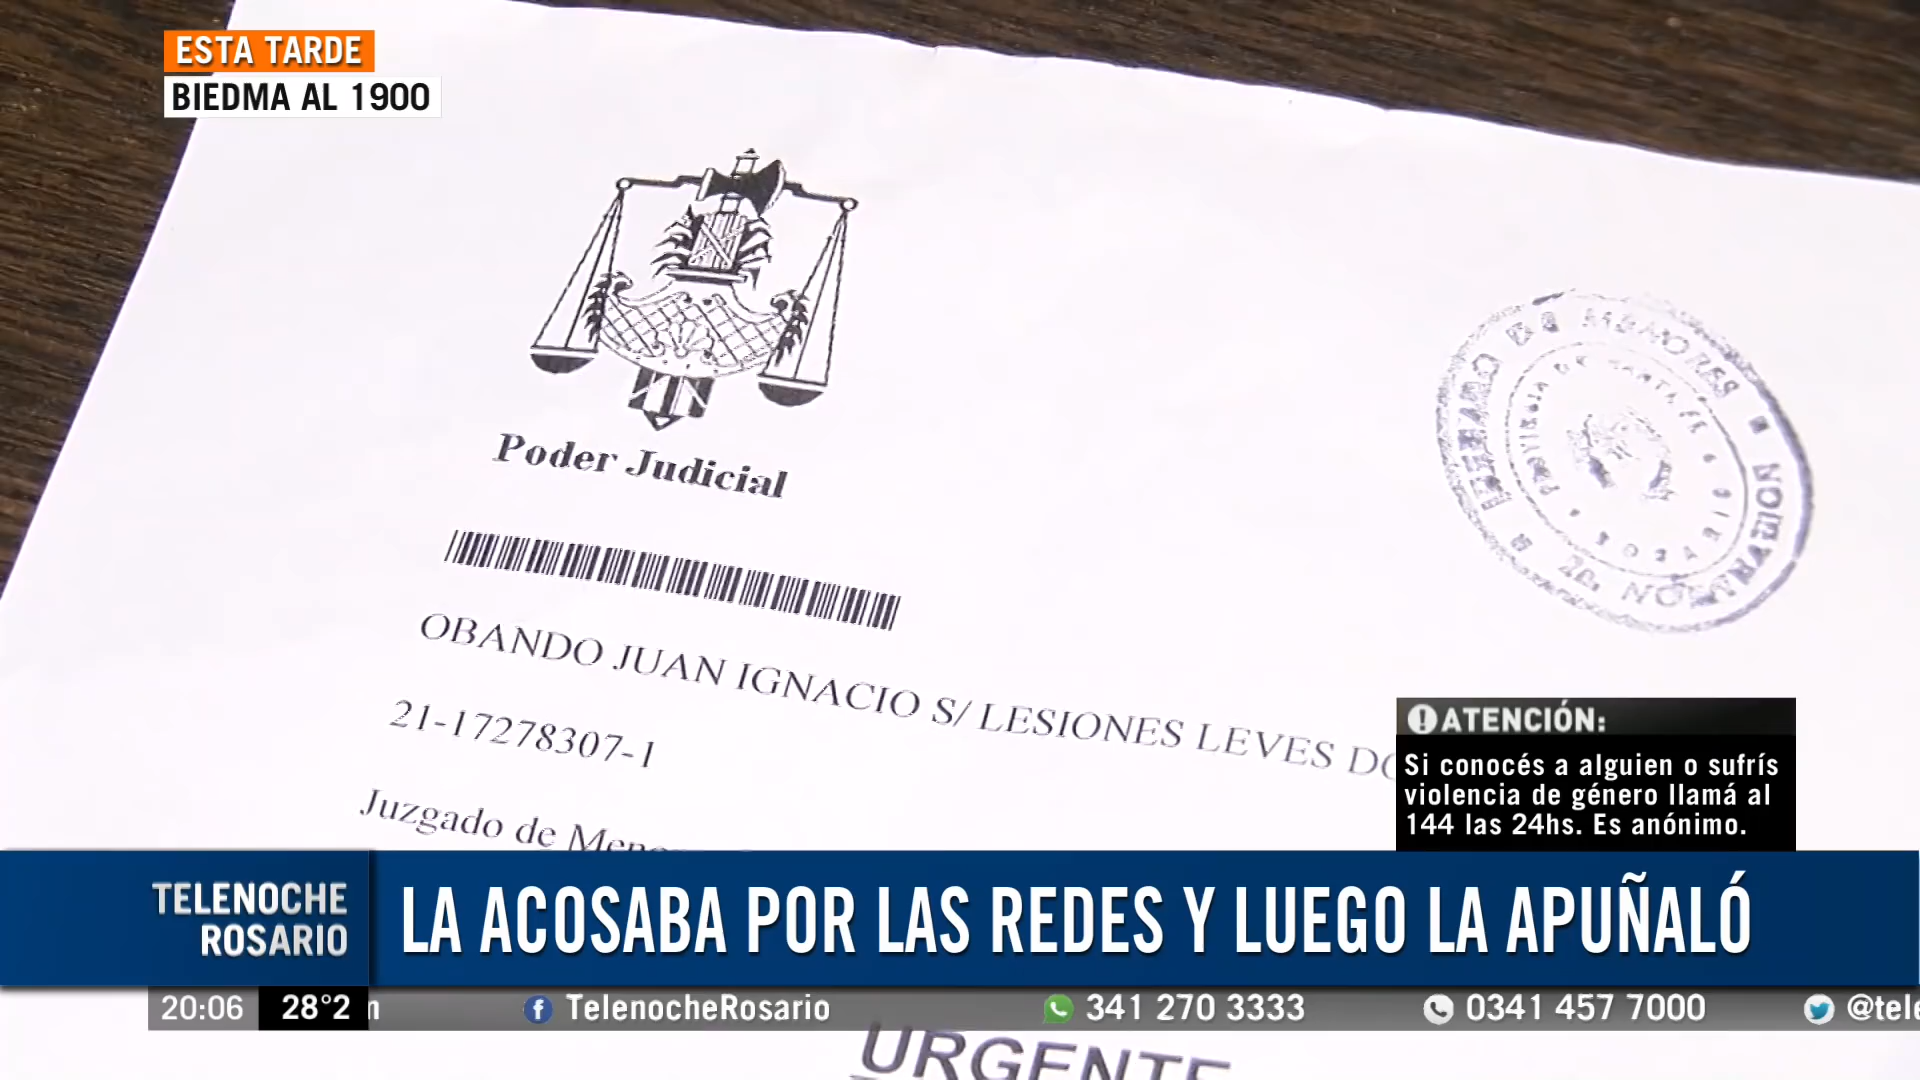 ESTA TARDE
BIEDMA AL 1900
Poder Judicial
OBANDO JUAN IGNACIO S/ LESIONES LEVES
21-17278307-1
Juzgado de
ATENCIÓN:
Si conocés a alguien o sufrís
violencia de género llamá al
144 las 24hs. Es anónimo.
TELENOCHE
ROSARIO
LA ACOSABA POR LAS REDES Y LUEGO LA APUÑALÓ
20:06 28°2 TelenocheRosario 341 270 3333 0341 457 7000
URGENTE